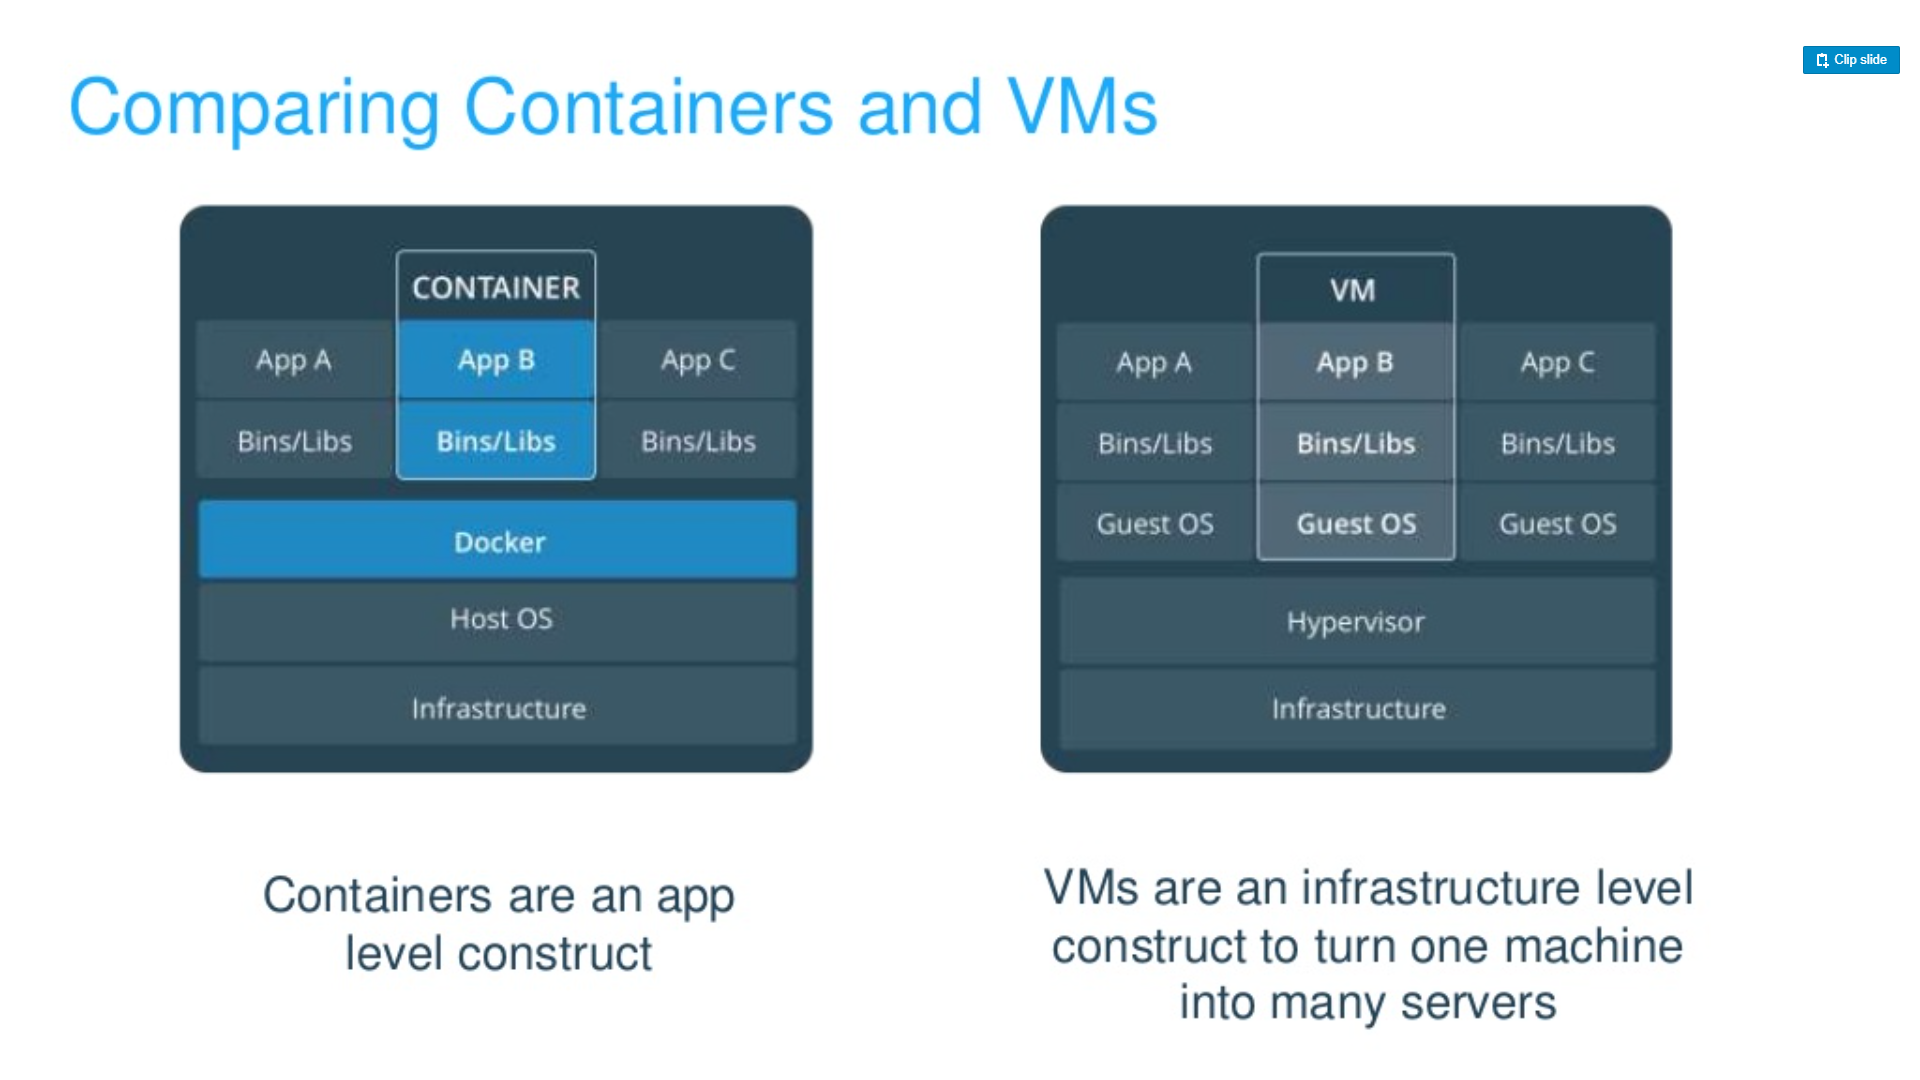 Clip slide
Comparing Containers and VMs
CONTAINER
App A App B App C
Bins/Libs Bins/Libs Bins/Libs
Docker
Host OS
Infrastructure
Containers are an app
level construct
VM
App A App B App C
Bins/Libs Bins/Libs Bins/Libs
Guest OS Guest OS Guest OS
Hypervisor
Infrastructure
VMs are an infrastructure level
construct to turn one machine
into many servers